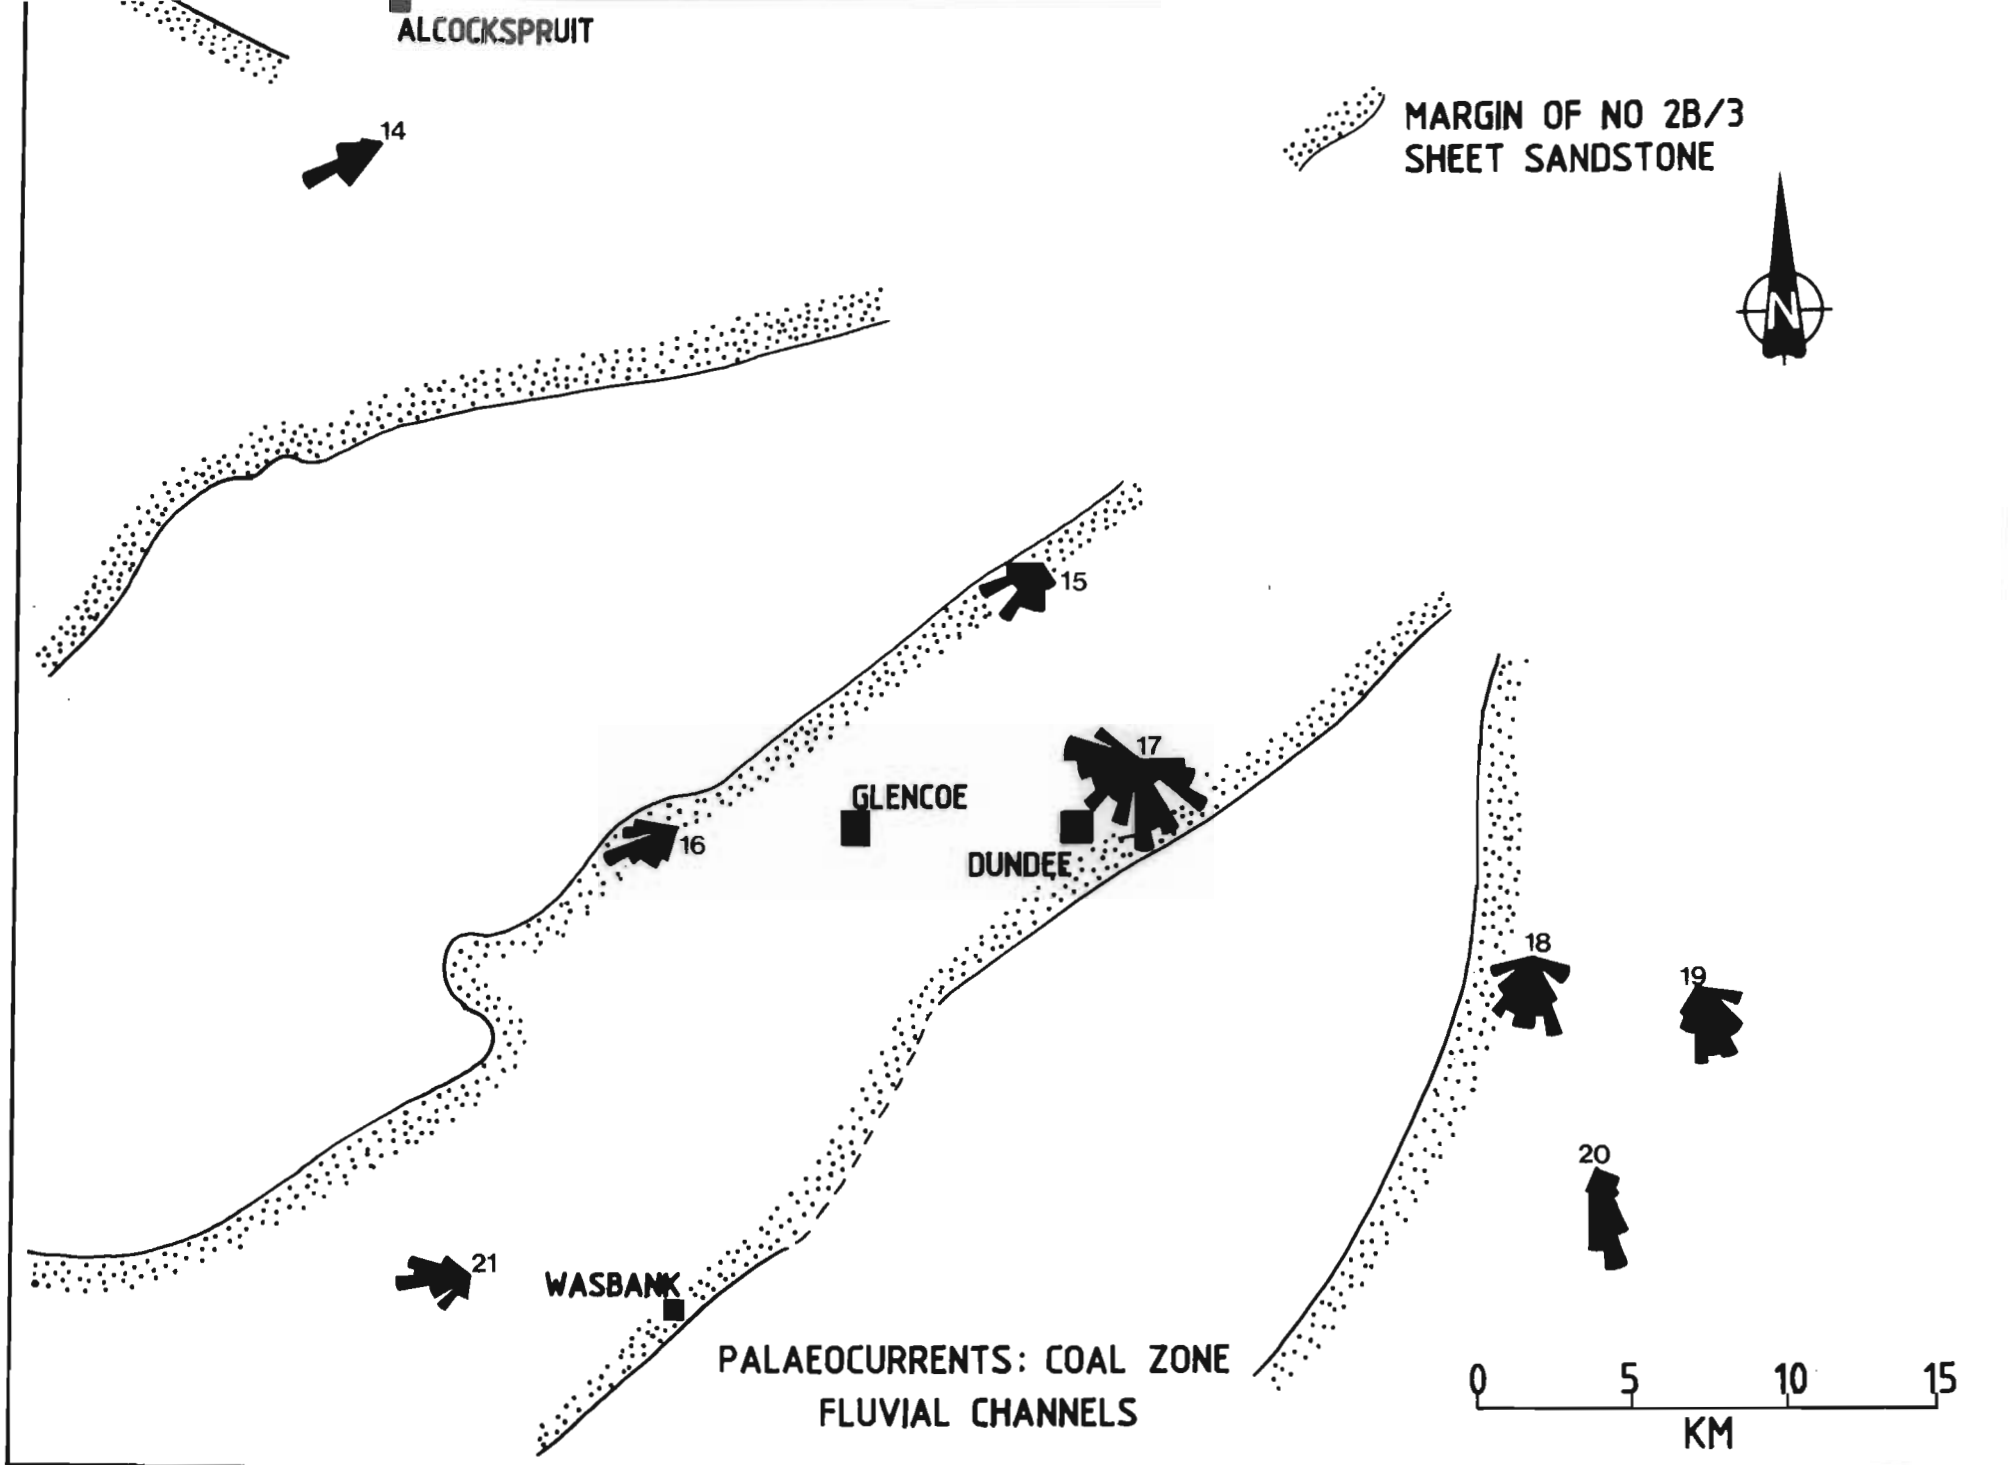 ALCOCKSPRUIT
14
MARGIN OF NO 2B/3
SHEET SANDSTONE
N
15
17
GLENCOE
16
DUNDEE
18
19
20
21
WASBANK
PALAEOCURRENTS: COAL ZONE
FLUVIAL CHANNELS
0 5 10 15
KM